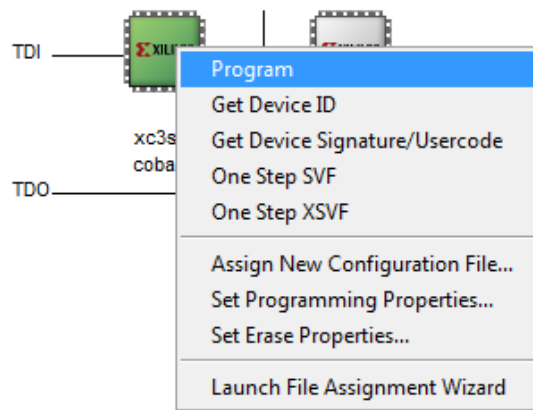 TDI
Program
Get Device ID
xc3s
Get Device Signature/Usercode
coba
One Step SVF
TDO
One Step XSVF
Assign New Configuration File...
Set Programming Properties...
Set Erase Properties...
Launch File Assignment Wizard